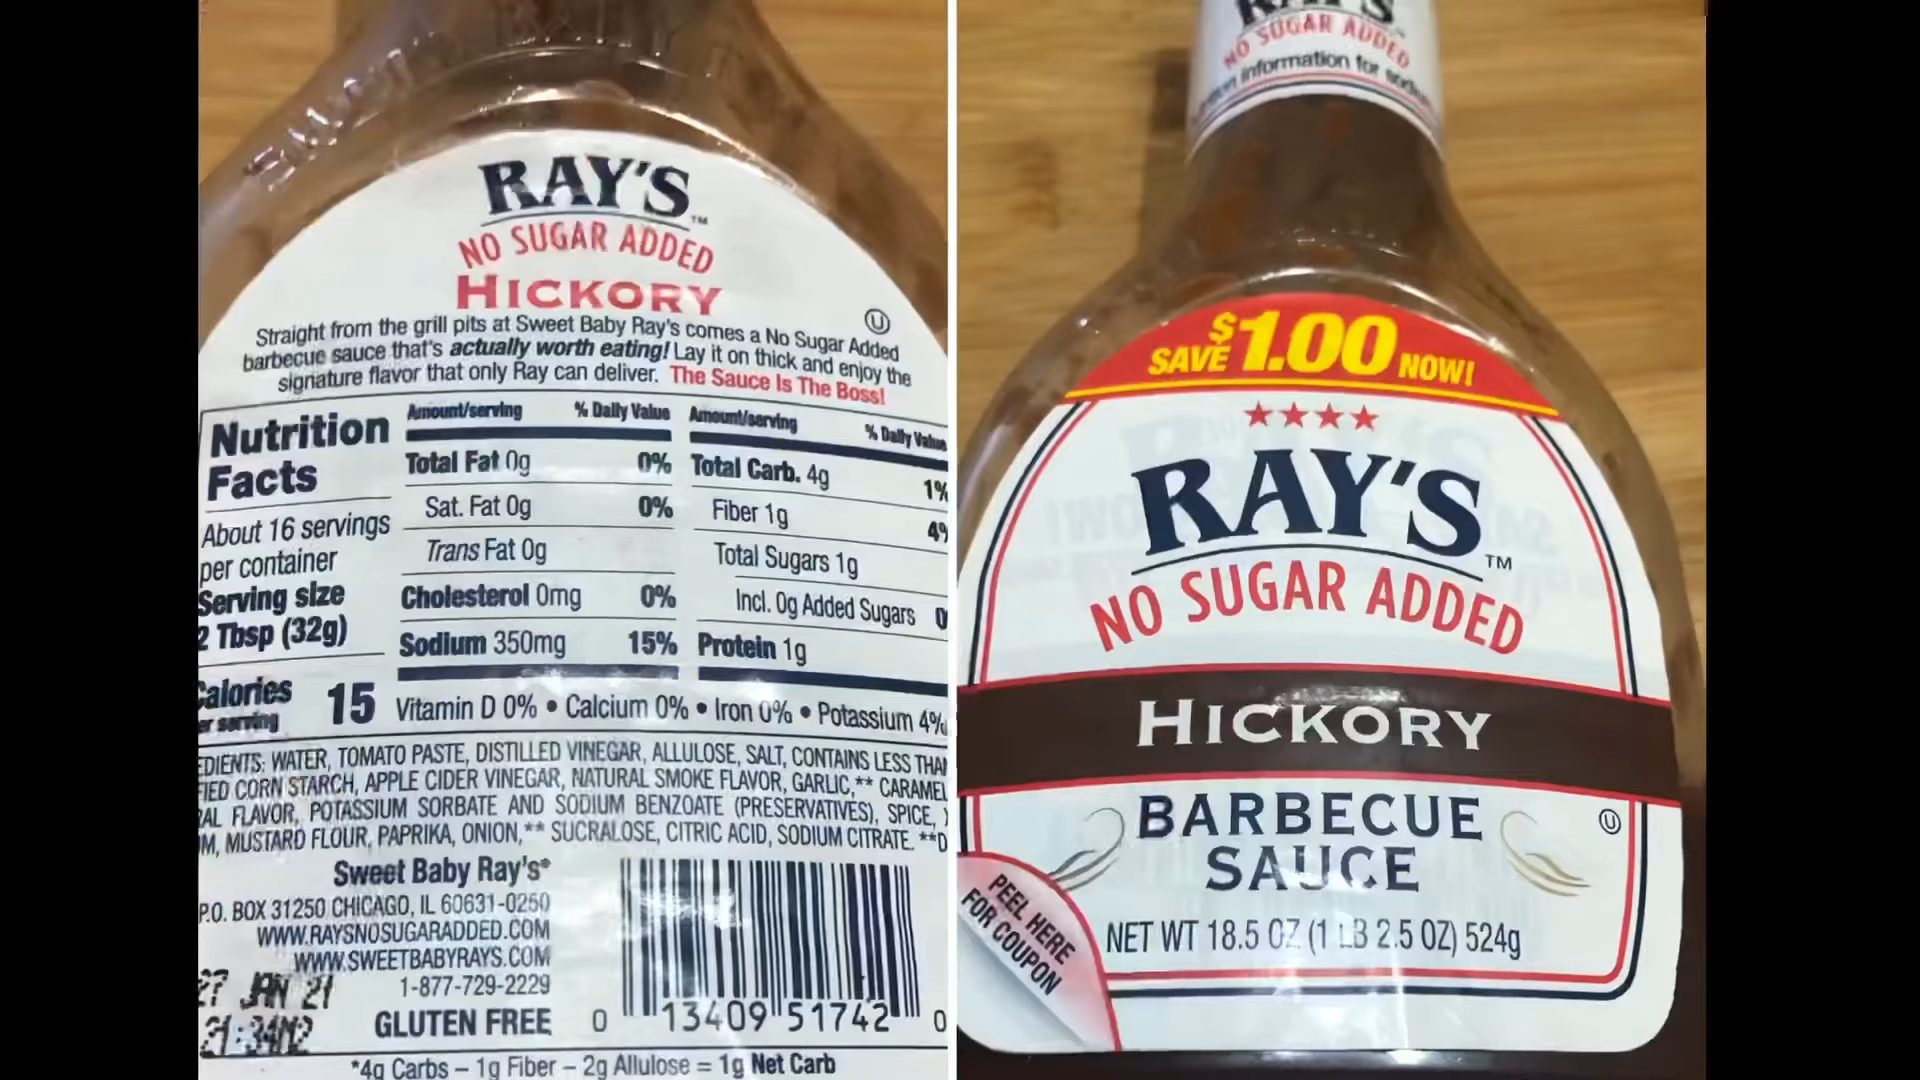 RAY'S™
NO SUGAR ADDED
HICKORY
Straight from the grill pits at Sweet Baby Ray's comes a No Sugar Added
barbecue sauce that's actually worth eating! Lay it on thick and enjoy the
signature flavor that only Ray can deliver. The Sauce Is The Boss!
Nutrition
Facts
About 16 servings
per container
Serving size
2 Tbsp (32g)
Calories
per serving
15
Amount/serving % Daily Value
Total Fat 0g 0%
Sat. Fat 0g 0%
Trans Fat 0g
Cholesterol 0mg 0%
Sodium 350mg 15%
Amount/serving % Daily Value
Total Carb. 4g 1%
Fiber 1g 4%
Total Sugars 1g
Incl. 0g Added Sugars 0
Protein 1g
Vitamin D 0% • Calcium 0% • Iron 0% • Potassium 4%
EDIENTS: WATER, TOMATO PASTE, DISTILLED VINEGAR, ALLULOSE, SALT, CONTAINS LESS THAN
FIED CORN STARCH, APPLE CIDER VINEGAR, NATURAL SMOKE FLAVOR, GARLIC,** CARAMEL
RAL FLAVOR, POTASSIUM SORBATE AND SODIUM BENZOATE (PRESERVATIVES), SPICE,
M, MUSTARD FLOUR, PAPRIKA, ONION,** SUCRALOSE, CITRIC ACID, SODIUM CITRATE. **D
Sweet Baby Ray's®
P.O. BOX 31250 CHICAGO, IL 60631-0250
WWW.RAYSNOSUGARADDED.COM
WWW.SWEETBABYRAYS.COM
1-877-729-2229
GLUTEN FREE
27 JAN 21
0 13409 51742 0
*4g Carbs – 1g Fiber – 2g Allulose = 1g Net Carb
RAY'S
NO SUGAR ADDED
information for
SAVE $1.00 NOW!
RAY'S™
NO SUGAR ADDED
HICKORY
BARBECUE
SAUCE
NET WT 18.5 OZ (1 LB 2.5 OZ) 524g
PEEL HERE
FOR COUPON